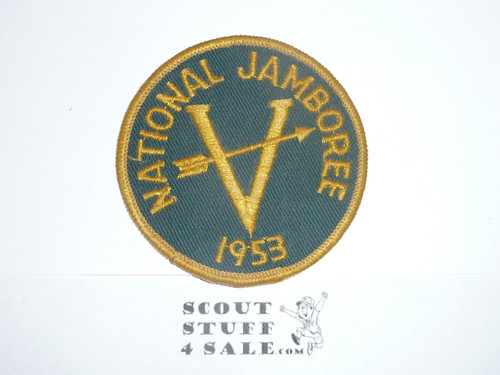 NATIONAL JAMBOREE
V
1953
SCOUT
STUFF
4 SALE.COM